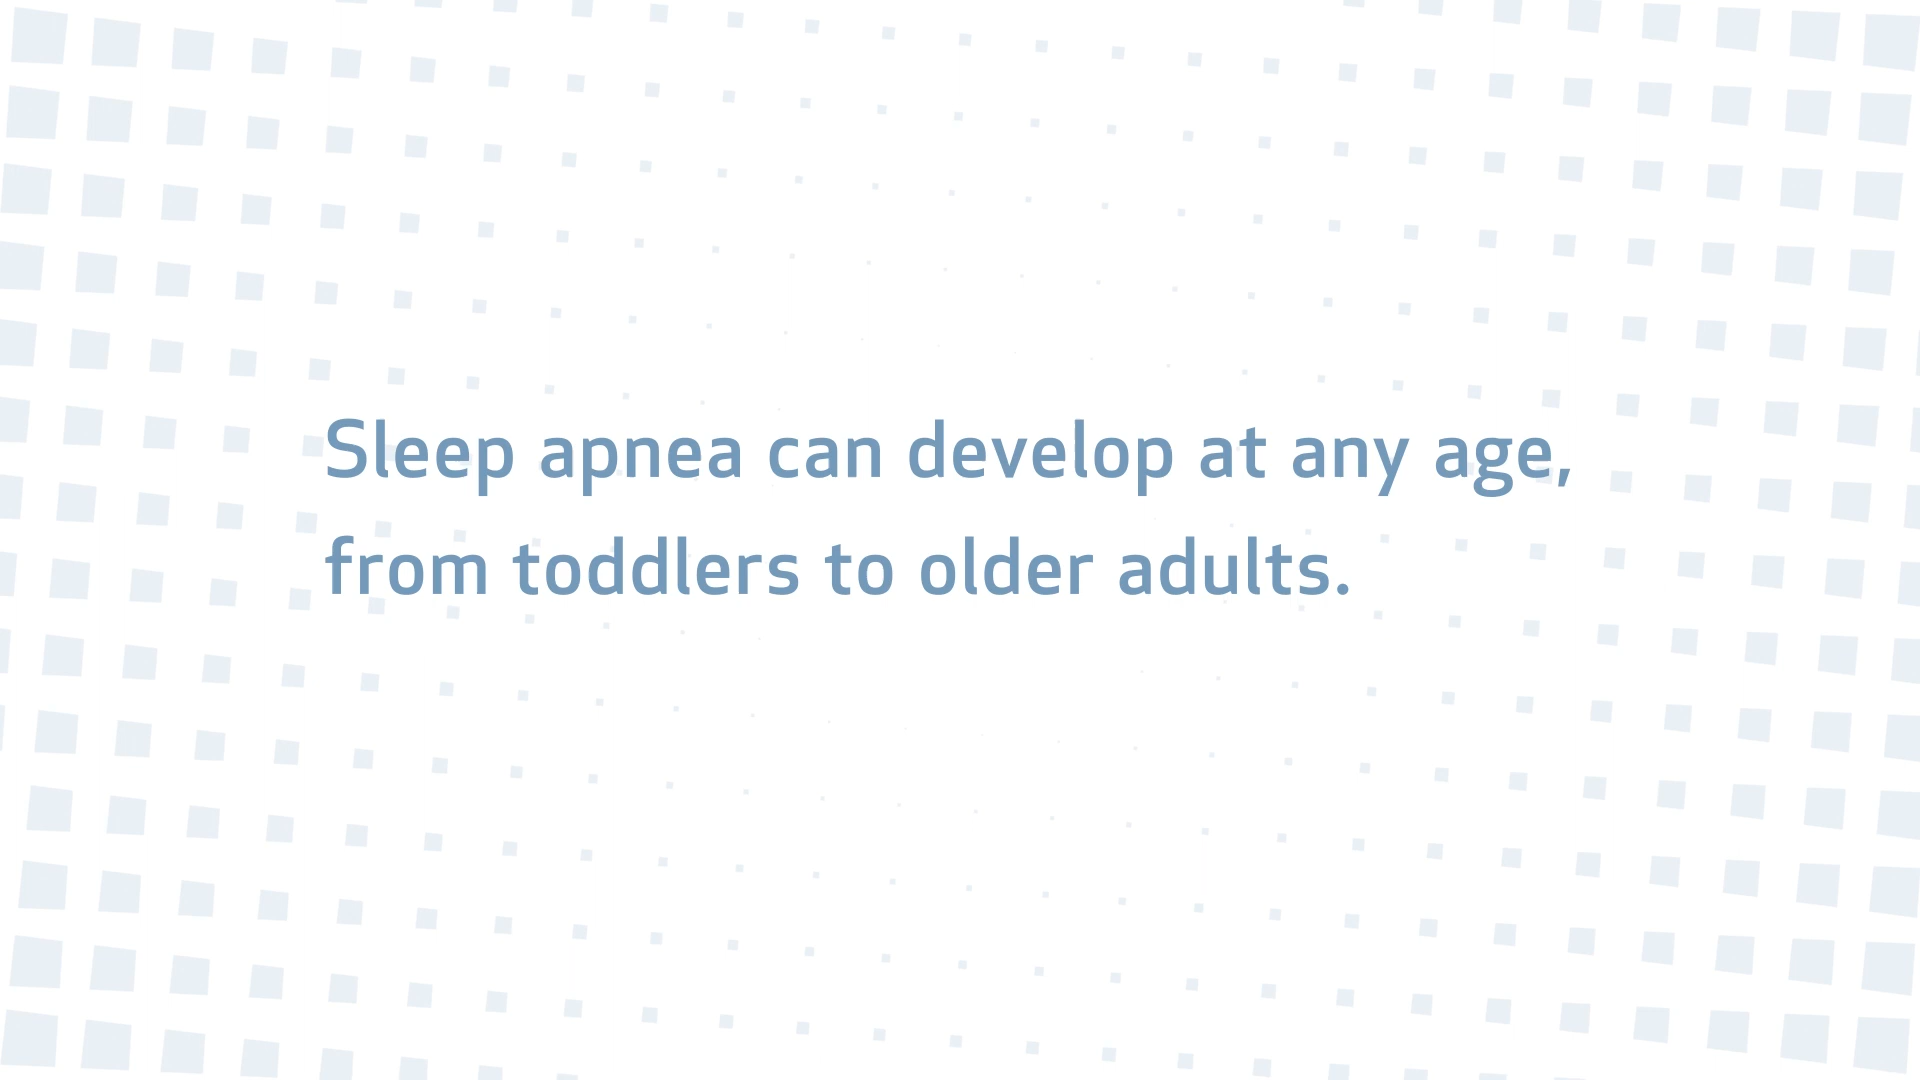 Sleep apnea can develop at any age,
from toddlers to older adults.